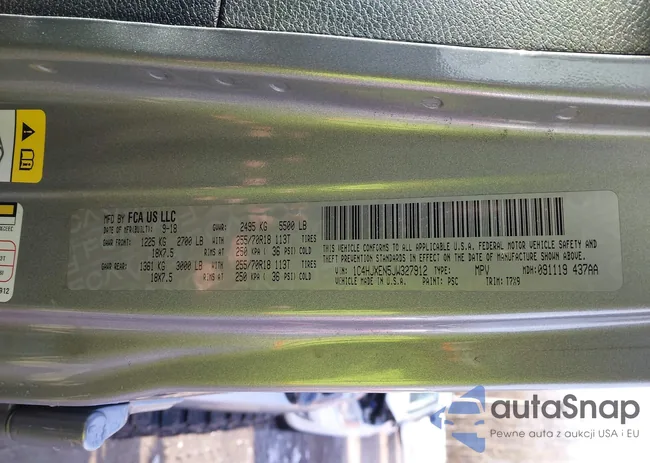 MFD BY FCA US LLC
DATE OF MFR(BUILT): 9-18 GVWR: 2495 KG 5500 LB
GAWR FRONT: 1225 KG 2700 LB WITH 255/70R18 113T TIRES
18X7.5 RIMS AT 250 KPA ( 36 PSI) COLD
GAWR REAR: 1361 KG 3000 LB WITH 255/70R18 113T TIRES
18X7.5 RIMS AT 250 KPA ( 36 PSI) COLD
THIS VEHICLE CONFORMS TO ALL APPLICABLE U.S.A. FEDERAL MOTOR VEHICLE SAFETY AND
THEFT PREVENTION STANDARDS IN EFFECT ON THE DATE OF MANUFACTURE SHOWN ABOVE.
VIN: 1C4HJXEN5JW327912 TYPE: MPV MDH: 091119 437AA
VEHICLE MADE IN U.S.A. PAINT: PSC TRIM: T7X9
912
autaSnap
Pewne auta z aukcji USA i EU